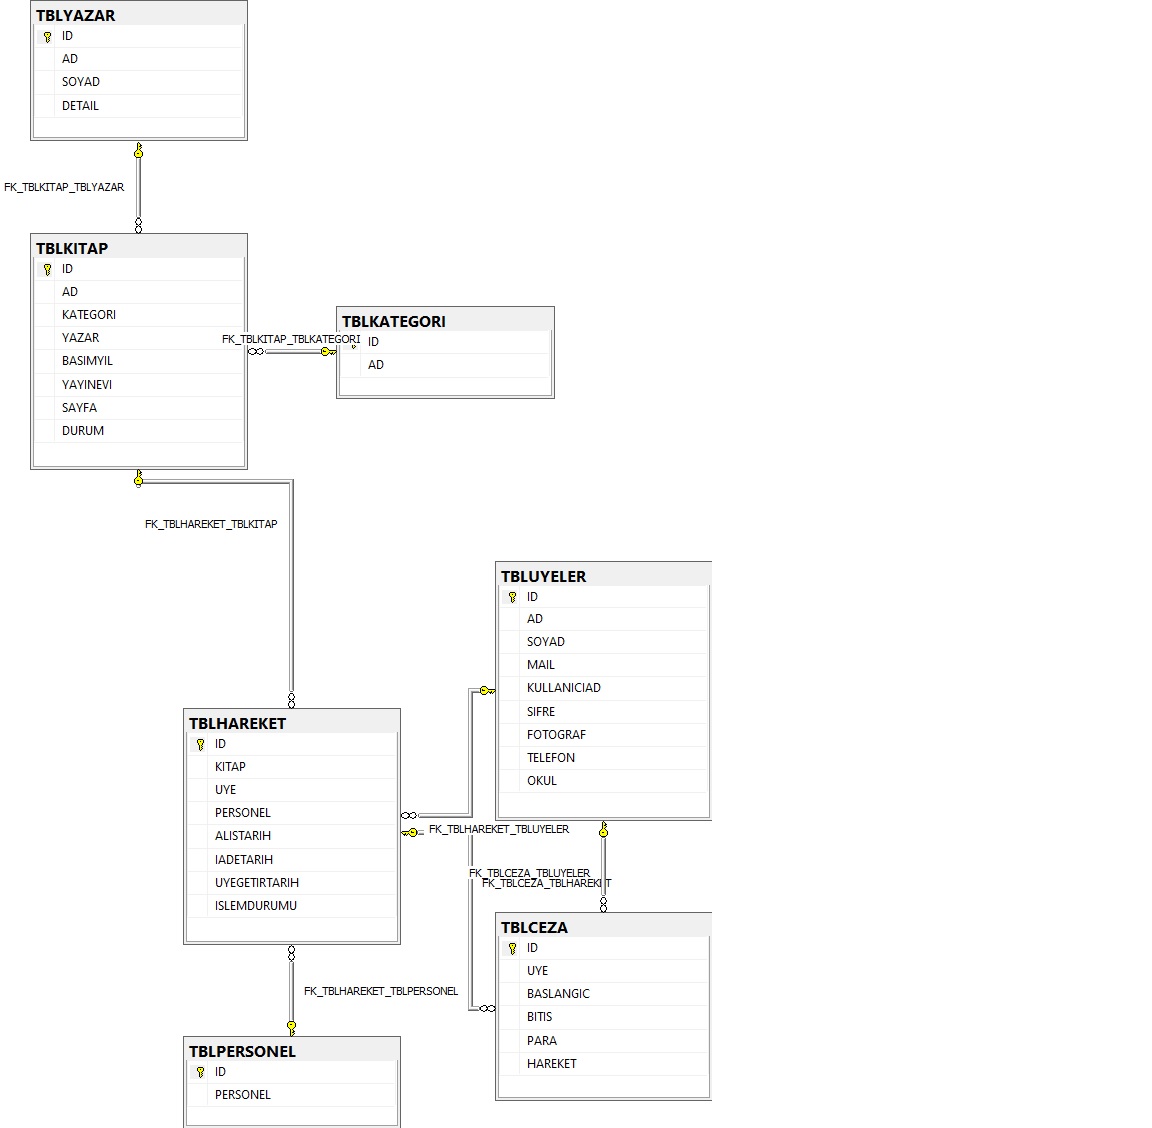 TBLYAZAR
ID
AD
SOYAD
DETAIL
FK_TBLKITAP_TBLYAZAR
TBLKITAP
ID
AD
KATEGORI
YAZAR
BASIMYIL
YAYINEVI
SAYFA
DURUM
FK_TBLKITAP_TBLKATEGORI
TBLKATEGORI
ID
AD
FK_TBLHAREKET_TBLKITAP
TBLUYELER
ID
AD
SOYAD
MAIL
KULLANICIAD
SIFRE
FOTOGRAF
TELEFON
OKUL
TBLHAREKET
ID
KITAP
UYE
PERSONEL
ALISTARIH
IADETARIH
UYEGETIRTARIH
ISLEMDURUMU
FK_TBLHAREKET_TBLUYELER
FK_TBLCEZA_TBLUYELER
FK_TBLCEZA_TBLHAREKET
TBLCEZA
ID
UYE
BASLANGIC
BITIS
PARA
HAREKET
FK_TBLHAREKET_TBLPERSONEL
TBLPERSONEL
ID
PERSONEL